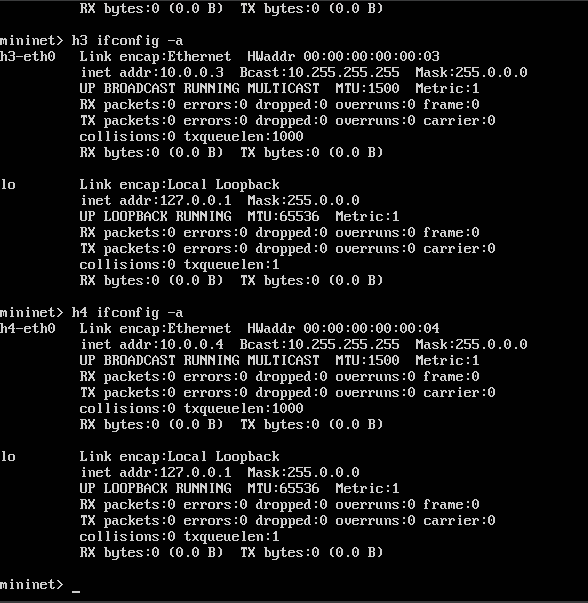 RX bytes:0 (0.0 B)  TX bytes:0 (0.0 B)
mininet> h3 ifconfig -a
h3-eth0   Link encap:Ethernet  HWaddr 00:00:00:00:00:03
          inet addr:10.0.0.3  Bcast:10.255.255.255  Mask:255.0.0.0
          UP BROADCAST RUNNING MULTICAST  MTU:1500  Metric:1
          RX packets:0 errors:0 dropped:0 overruns:0 frame:0
          TX packets:0 errors:0 dropped:0 overruns:0 carrier:0
          collisions:0 txqueuelen:1000
          RX bytes:0 (0.0 B)  TX bytes:0 (0.0 B)
lo        Link encap:Local Loopback
          inet addr:127.0.0.1  Mask:255.0.0.0
          UP LOOPBACK RUNNING  MTU:65536  Metric:1
          RX packets:0 errors:0 dropped:0 overruns:0 frame:0
          TX packets:0 errors:0 dropped:0 overruns:0 carrier:0
          collisions:0 txqueuelen:1
          RX bytes:0 (0.0 B)  TX bytes:0 (0.0 B)
mininet> h4 ifconfig -a
h4-eth0   Link encap:Ethernet  HWaddr 00:00:00:00:00:04
          inet addr:10.0.0.4  Bcast:10.255.255.255  Mask:255.0.0.0
          UP BROADCAST RUNNING MULTICAST  MTU:1500  Metric:1
          RX packets:0 errors:0 dropped:0 overruns:0 frame:0
          TX packets:0 errors:0 dropped:0 overruns:0 carrier:0
          collisions:0 txqueuelen:1000
          RX bytes:0 (0.0 B)  TX bytes:0 (0.0 B)
lo        Link encap:Local Loopback
          inet addr:127.0.0.1  Mask:255.0.0.0
          UP LOOPBACK RUNNING  MTU:65536  Metric:1
          RX packets:0 errors:0 dropped:0 overruns:0 frame:0
          TX packets:0 errors:0 dropped:0 overruns:0 carrier:0
          collisions:0 txqueuelen:1
          RX bytes:0 (0.0 B)  TX bytes:0 (0.0 B)
mininet> _